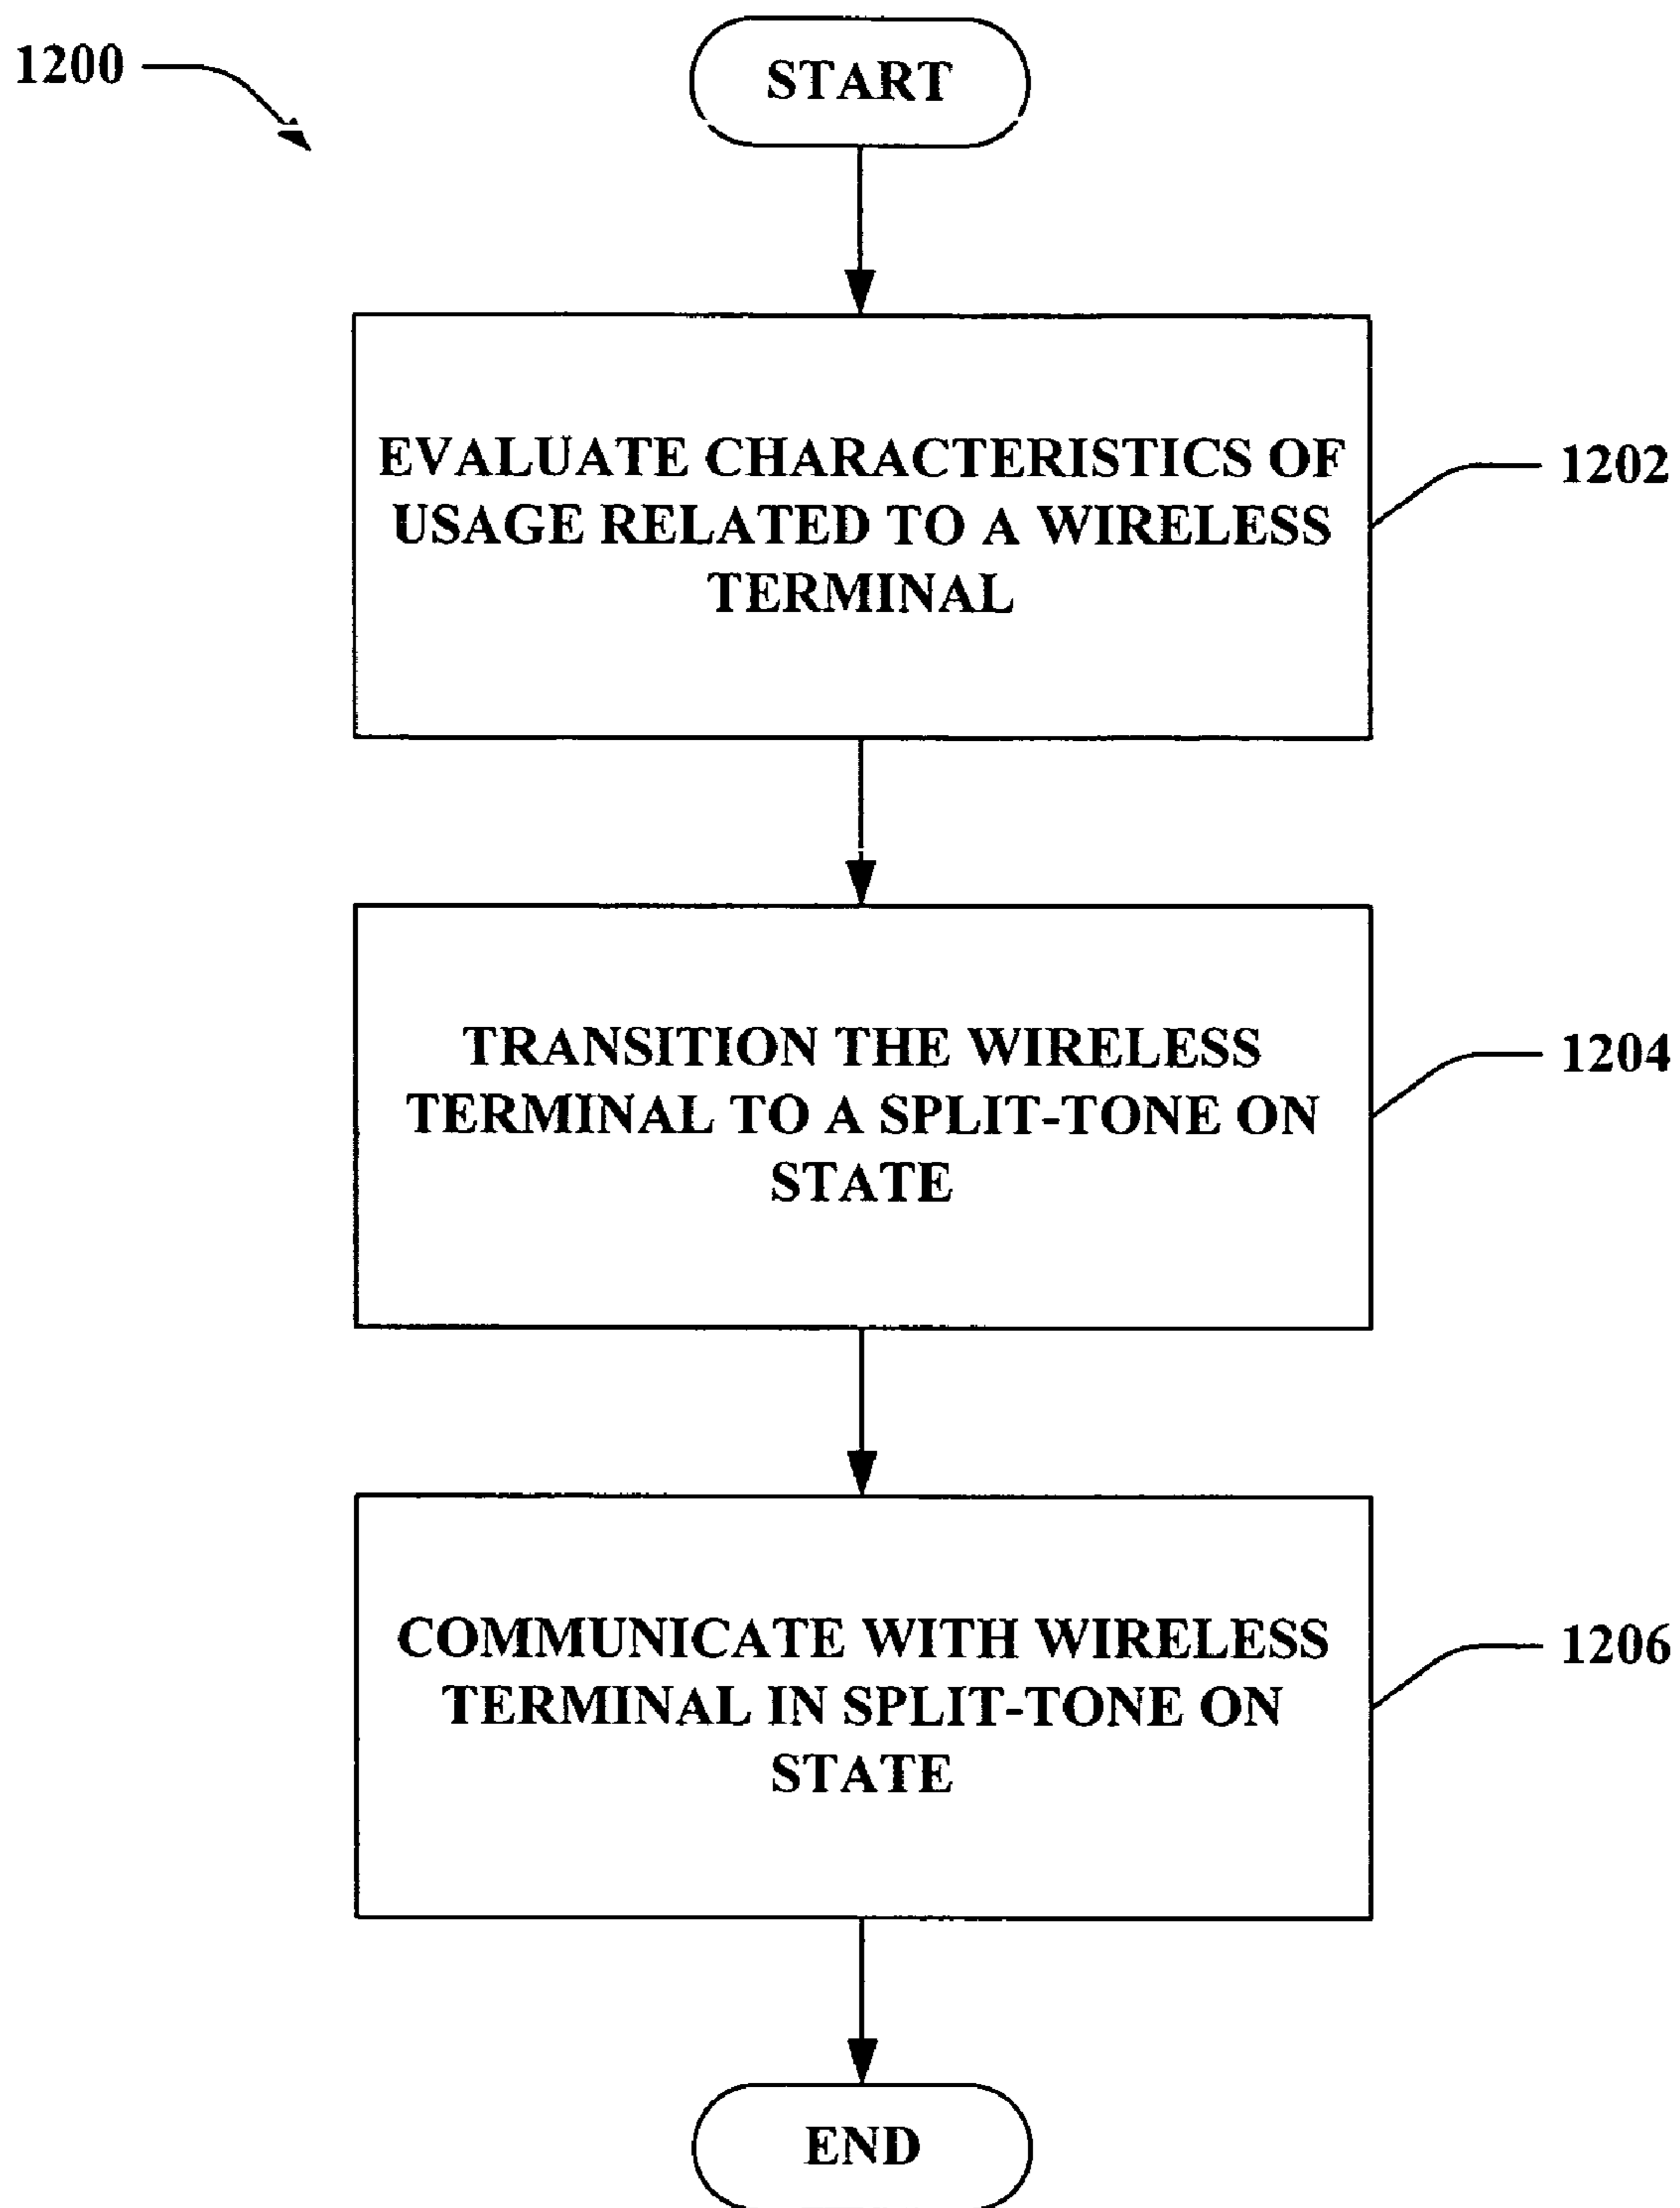 1200
START
EVALUATE CHARACTERISTICS OF
USAGE RELATED TO A WIRELESS
TERMINAL
1202
TRANSITION THE WIRELESS
TERMINAL TO A SPLIT-TONE ON
STATE
1204
COMMUNICATE WITH WIRELESS
TERMINAL IN SPLIT-TONE ON
STATE
1206
END